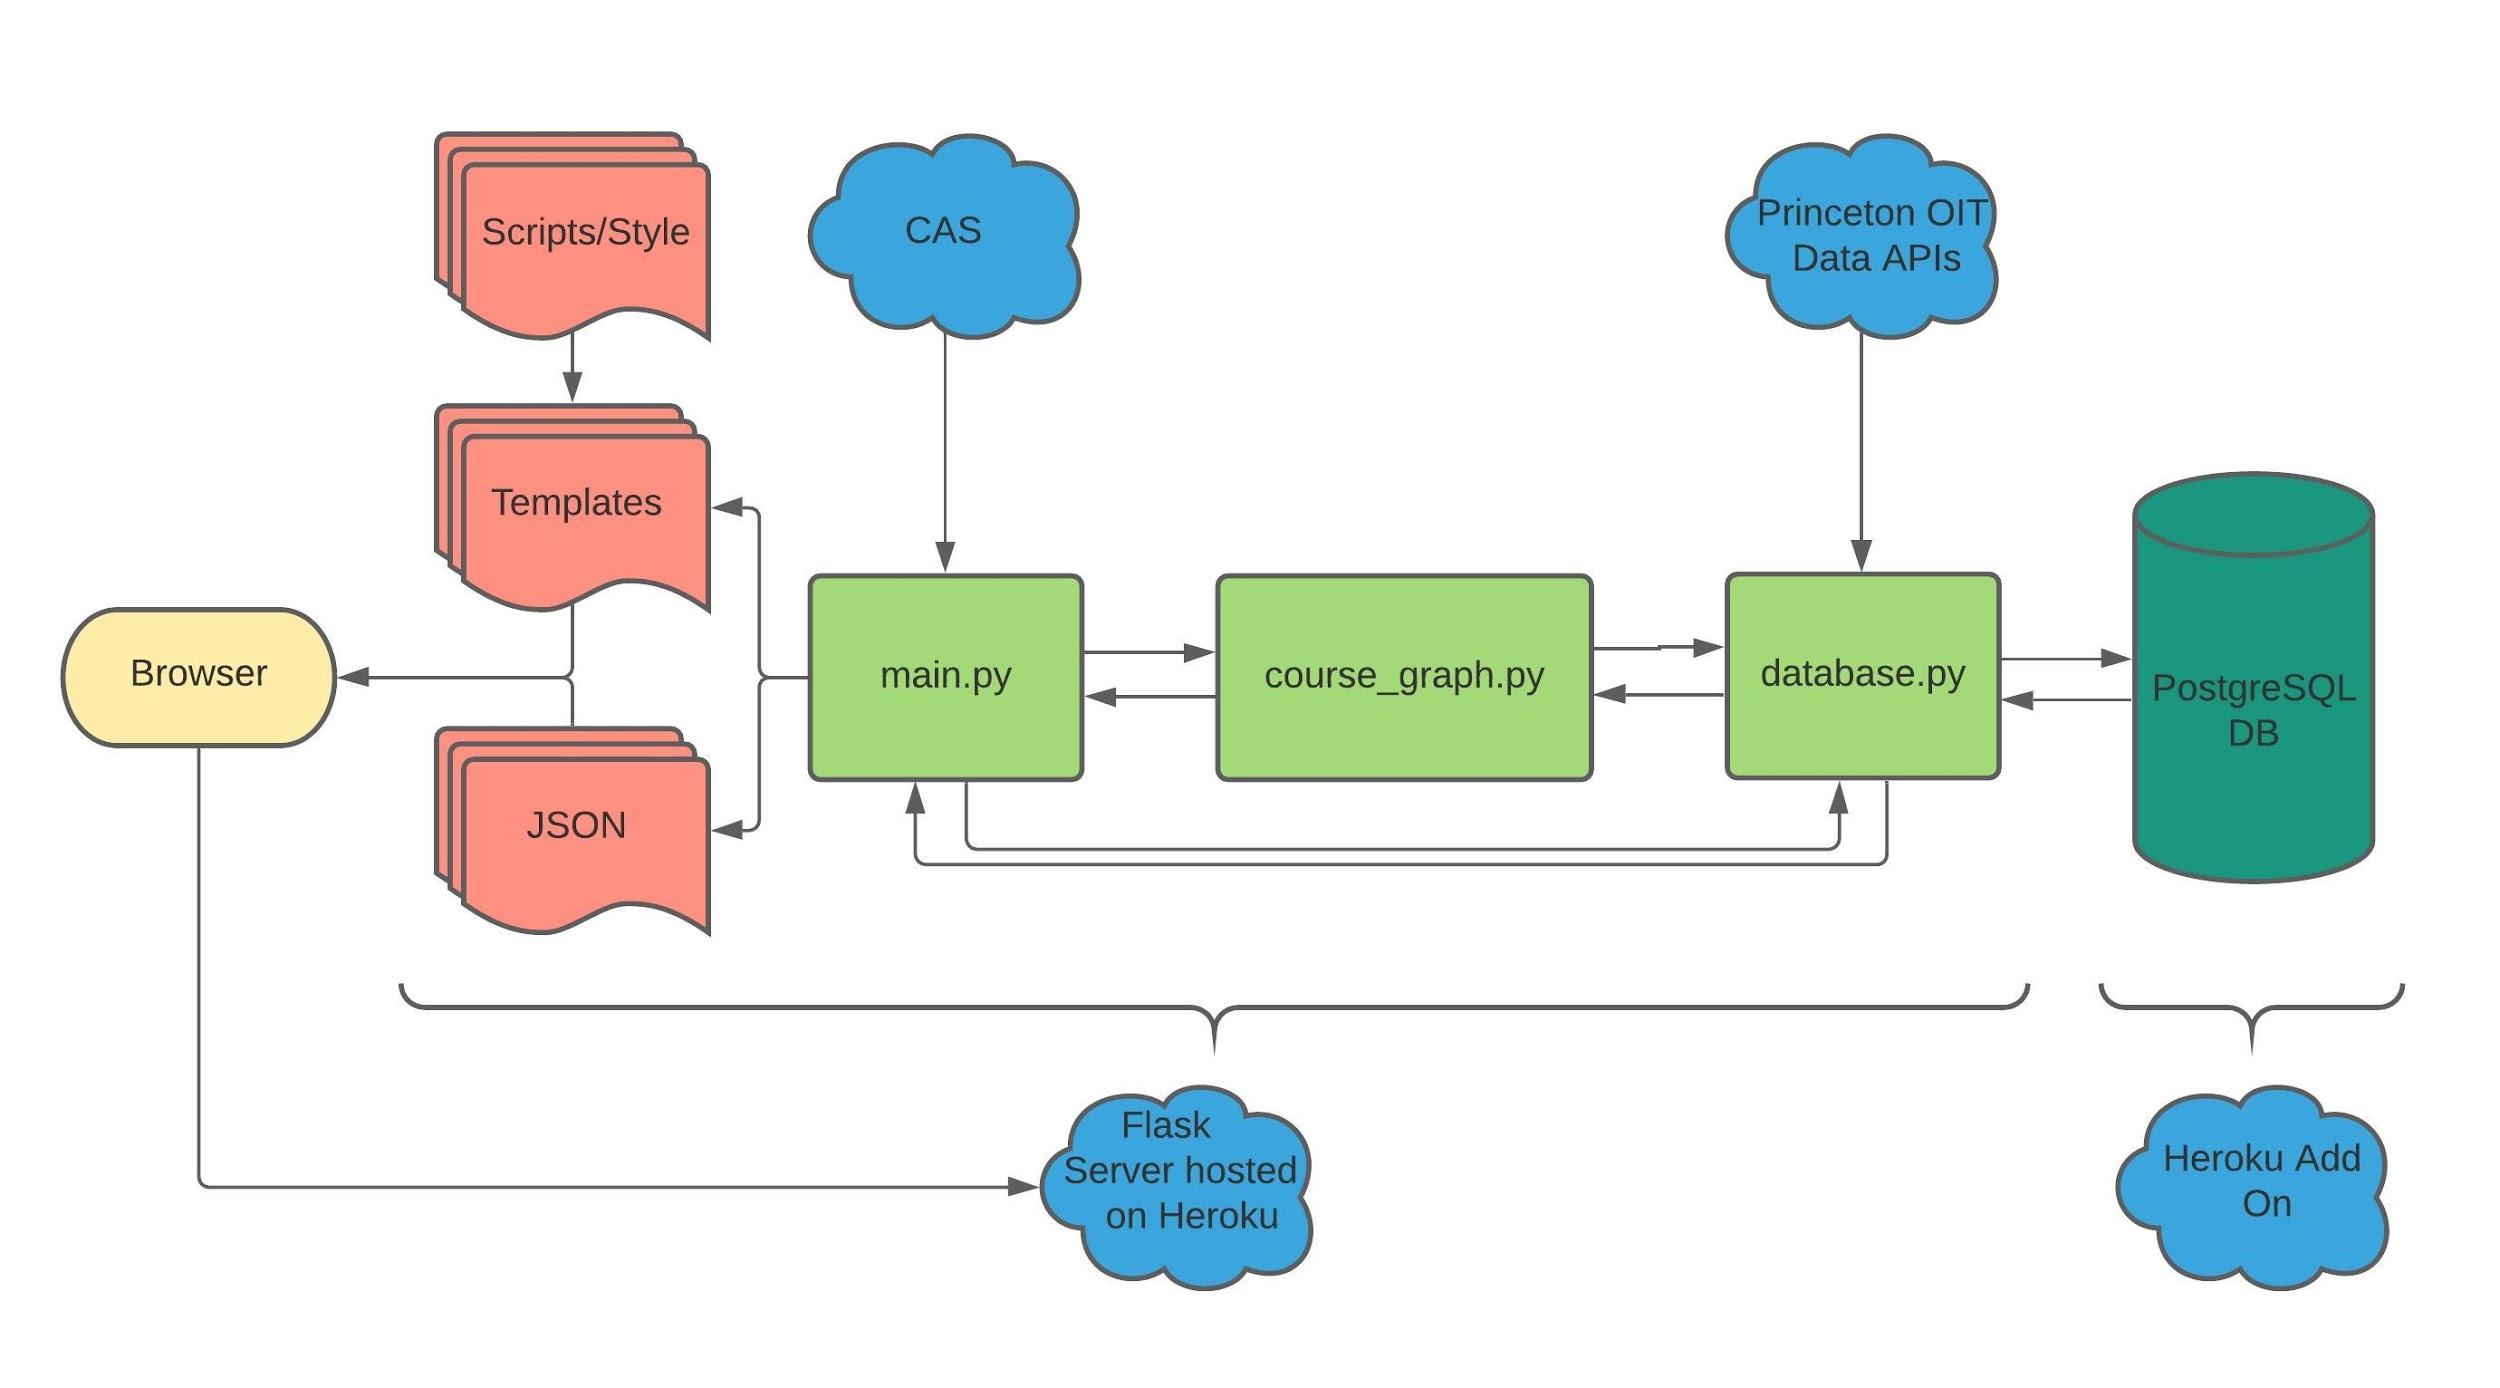 Scripts/Style
CAS
Princeton OIT
Data APIs
Templates
Browser
main.py
course_graph.py
database.py
PostgreSQL
DB
JSON
Flask
Server hosted
on Heroku
Heroku Add
On